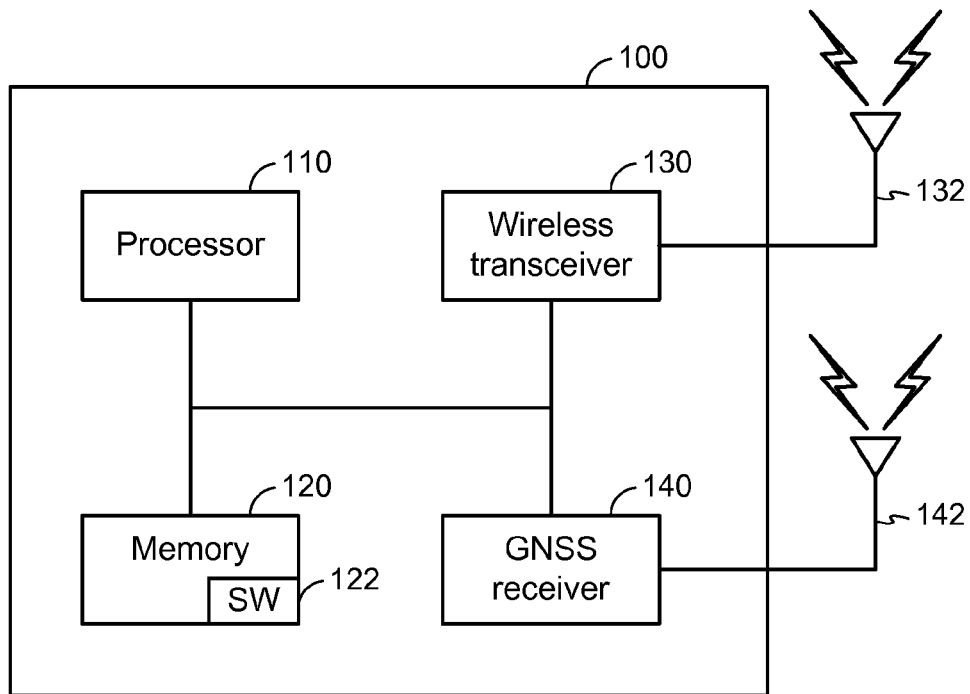 100
110
Processor
130
Wireless
transceiver
132
120
Memory
SW
122
140
GNSS
receiver
142